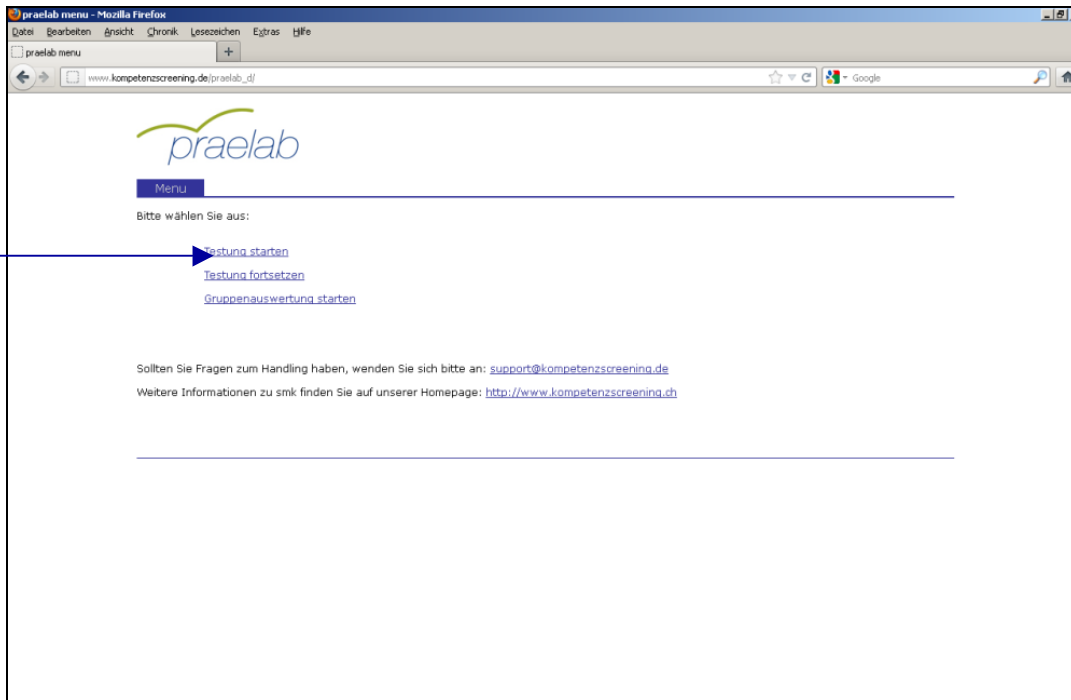 praelab menu - Mozilla Firefox
Datei Bearbeiten Ansicht Chronik Lesezeichen Extras Hilfe
praelab menu +
www.kompetenzscreening.de/praelab_d/ Google
praelab
Menu
Bitte wählen Sie aus:
Testung starten
Testung fortsetzen
Gruppenauswertung starten
Sollten Sie Fragen zum Handling haben, wenden Sie sich bitte an: support@kompetenzscreening.de
Weitere Informationen zu smk finden Sie auf unserer Homepage: http://www.kompetenzscreening.ch